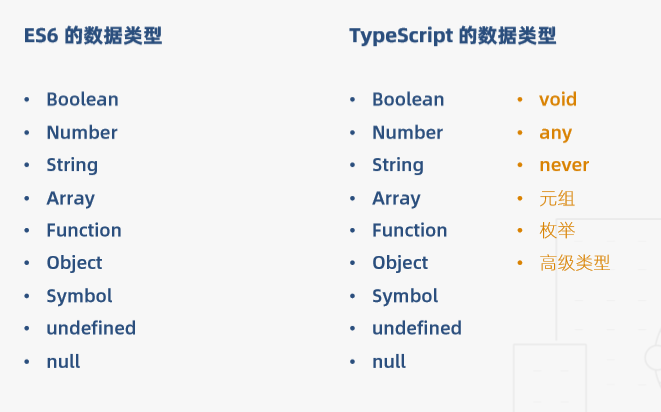 ES6 的数据类型
Boolean
Number
String
Array
Function
Object
Symbol
undefined
null
TypeScript 的数据类型
Boolean
Number
String
Array
Function
Object
Symbol
undefined
null
void
any
never
元组
枚举
高级类型